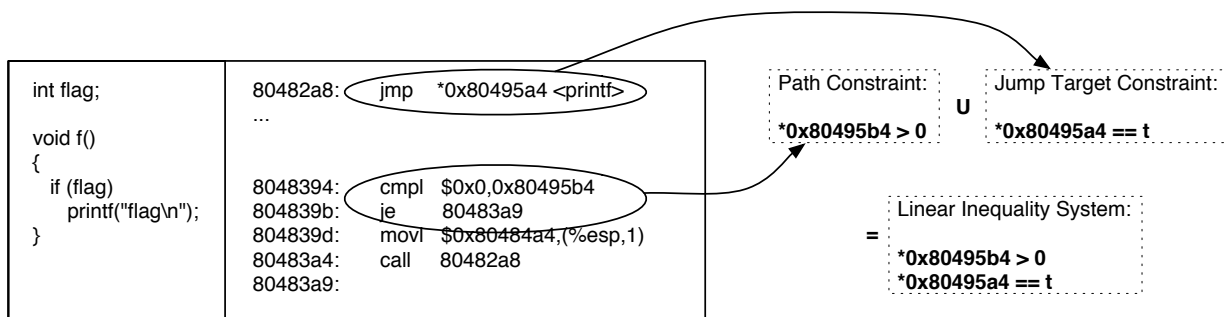 int flag;
void f()
{
if (flag)
printf("flag\n");
}
80482a8: jmp *0x80495a4 <printf>
...
8048394: cmpl $0x0,0x80495b4
804839b: je 80483a9
804839d: movl $0x80484a4,(%esp,1)
80483a4: call 80482a8
80483a9:
Path Constraint:
*0x80495b4 > 0
U
Jump Target Constraint:
*0x80495a4 == t
=
Linear Inequality System:
*0x80495b4 > 0
*0x80495a4 == t